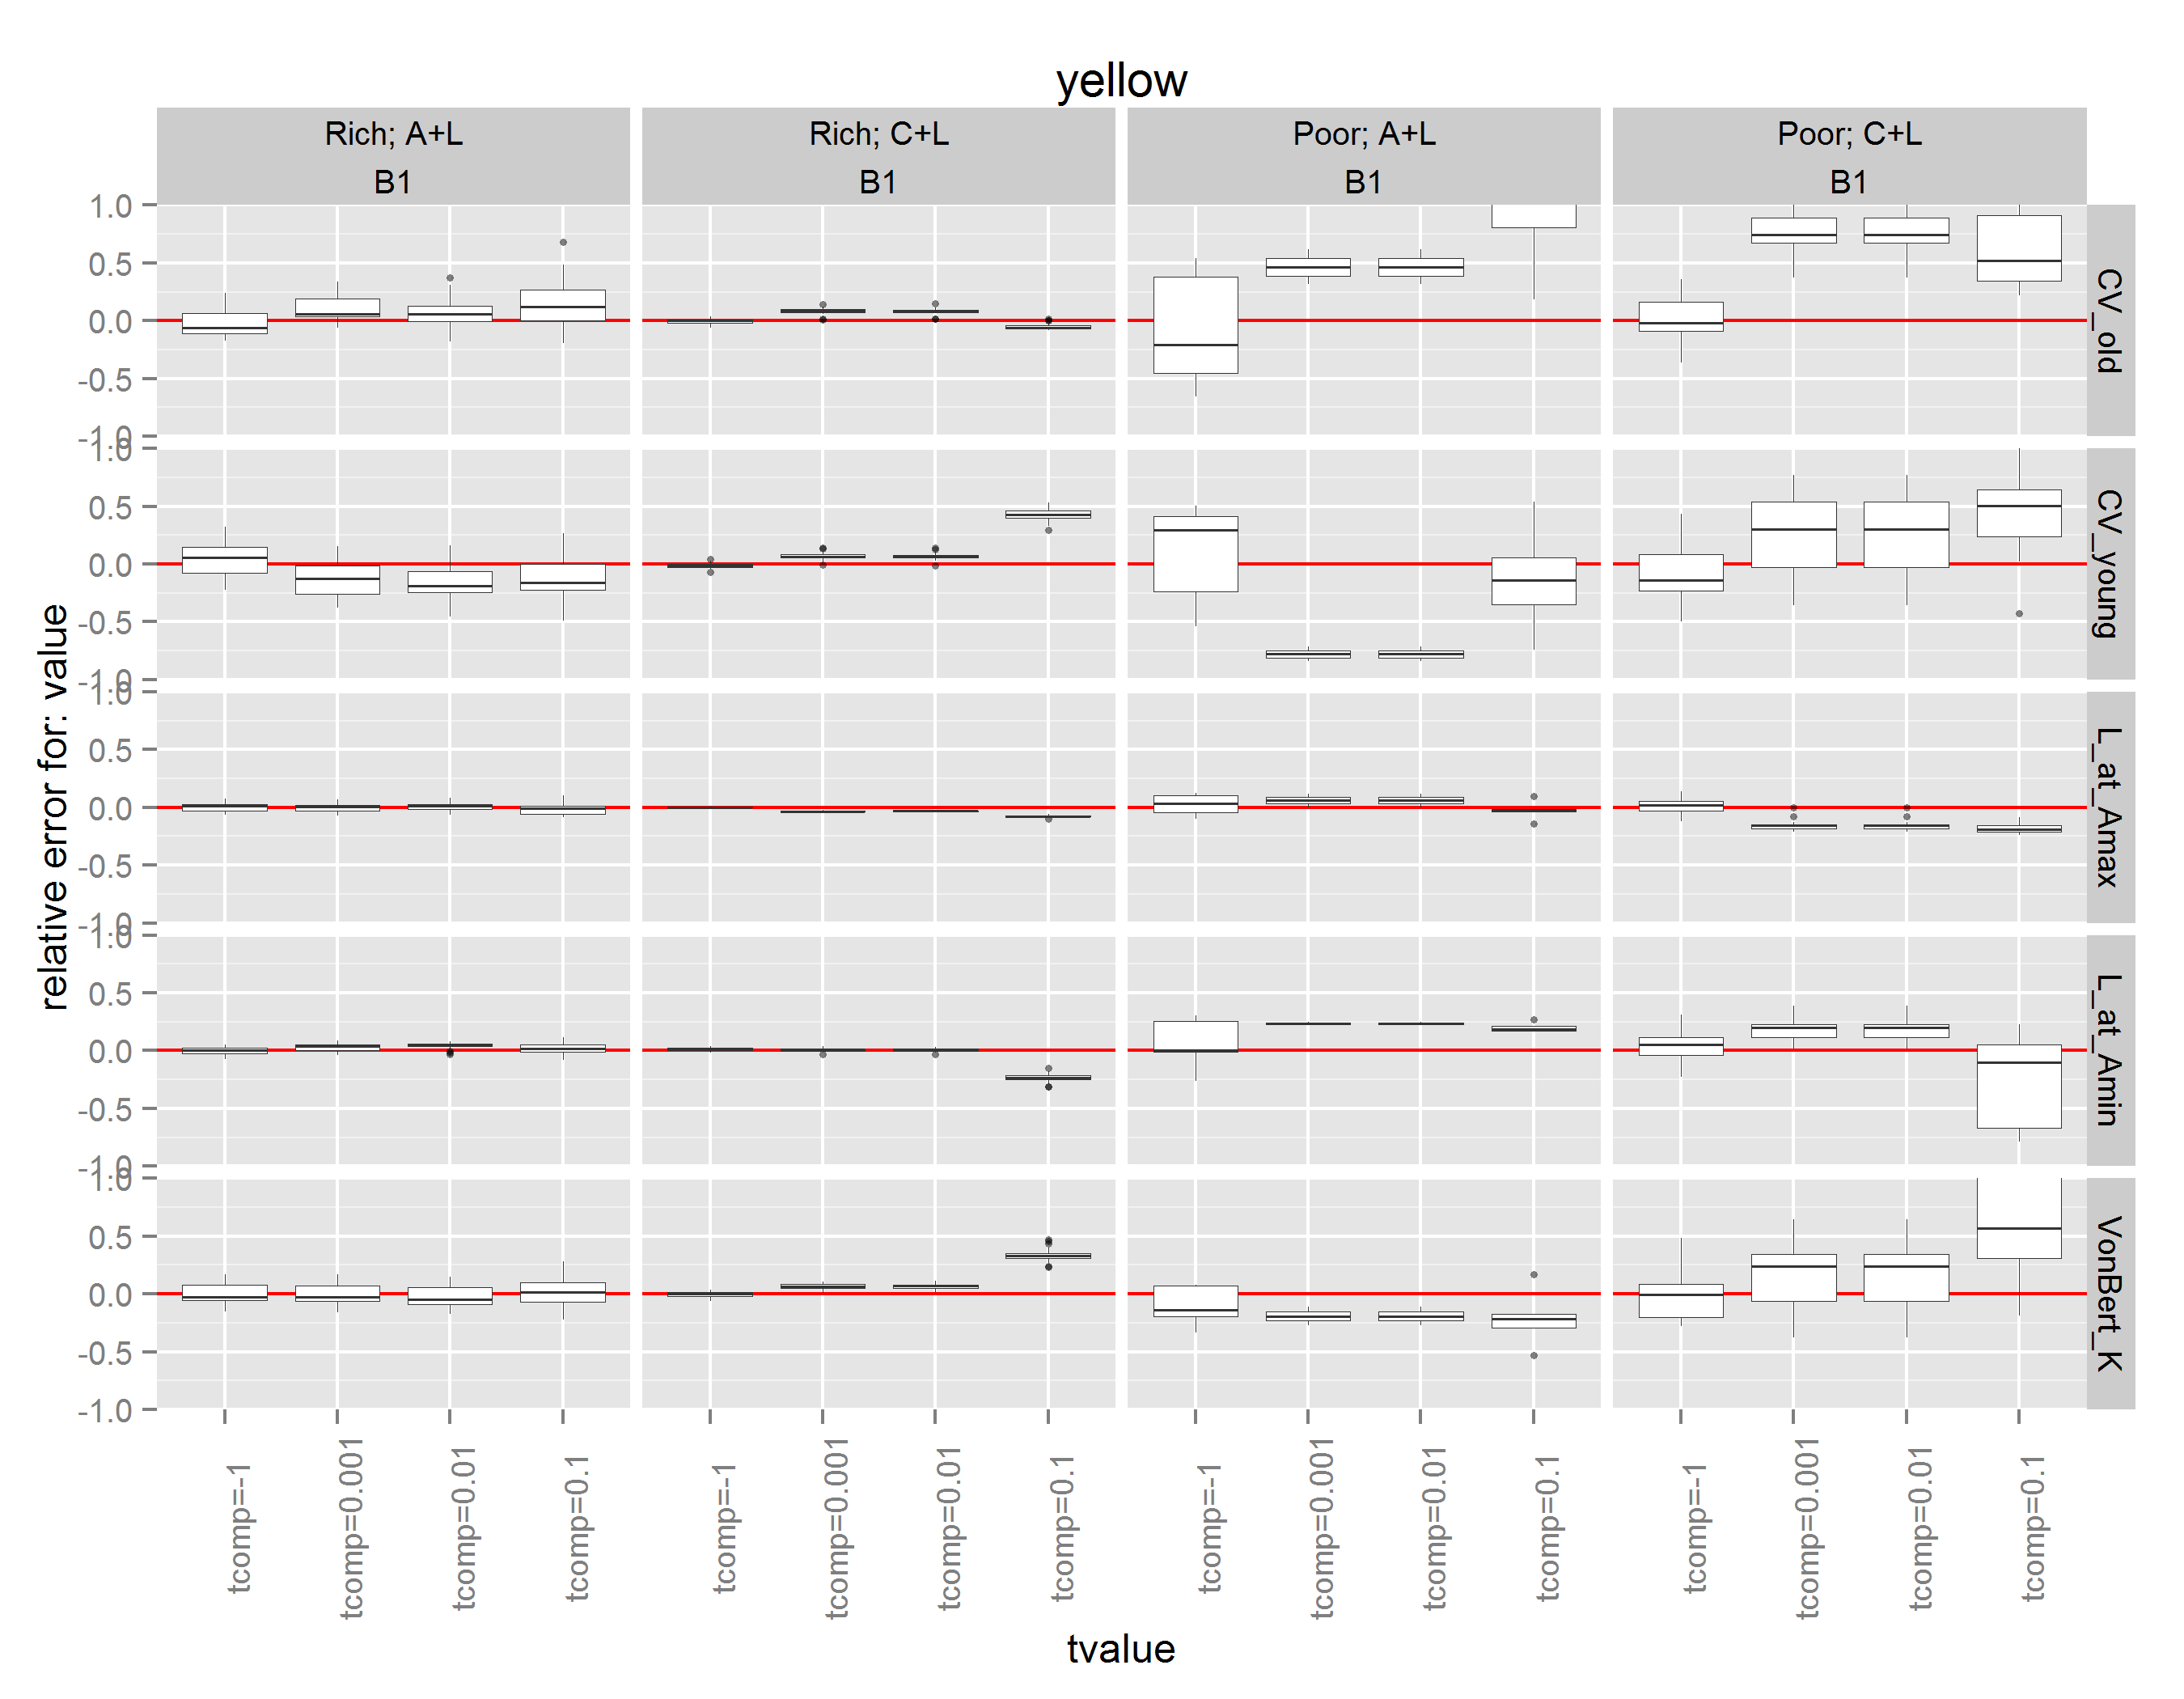 yellow
Rich; A+L
Rich; C+L
Poor; A+L
Poor; C+L
B1
B1
B1
B1
relative error for: value
1.0
0.5
0.0
-0.5
-1.0
CV_old
1.0
0.5
0.0
-0.5
-1.0
CV_young
1.0
0.5
0.0
-0.5
-1.0
L_at_Amax
1.0
0.5
0.0
-0.5
-1.0
L_at_Amin
1.0
0.5
0.0
-0.5
-1.0
VonBert_K
tcomp=-1
tcomp=0.001
tcomp=0.01
tcomp=0.1
tcomp=-1
tcomp=0.001
tcomp=0.01
tcomp=0.1
tcomp=-1
tcomp=0.001
tcomp=0.01
tcomp=0.1
tcomp=-1
tcomp=0.001
tcomp=0.01
tcomp=0.1
tvalue